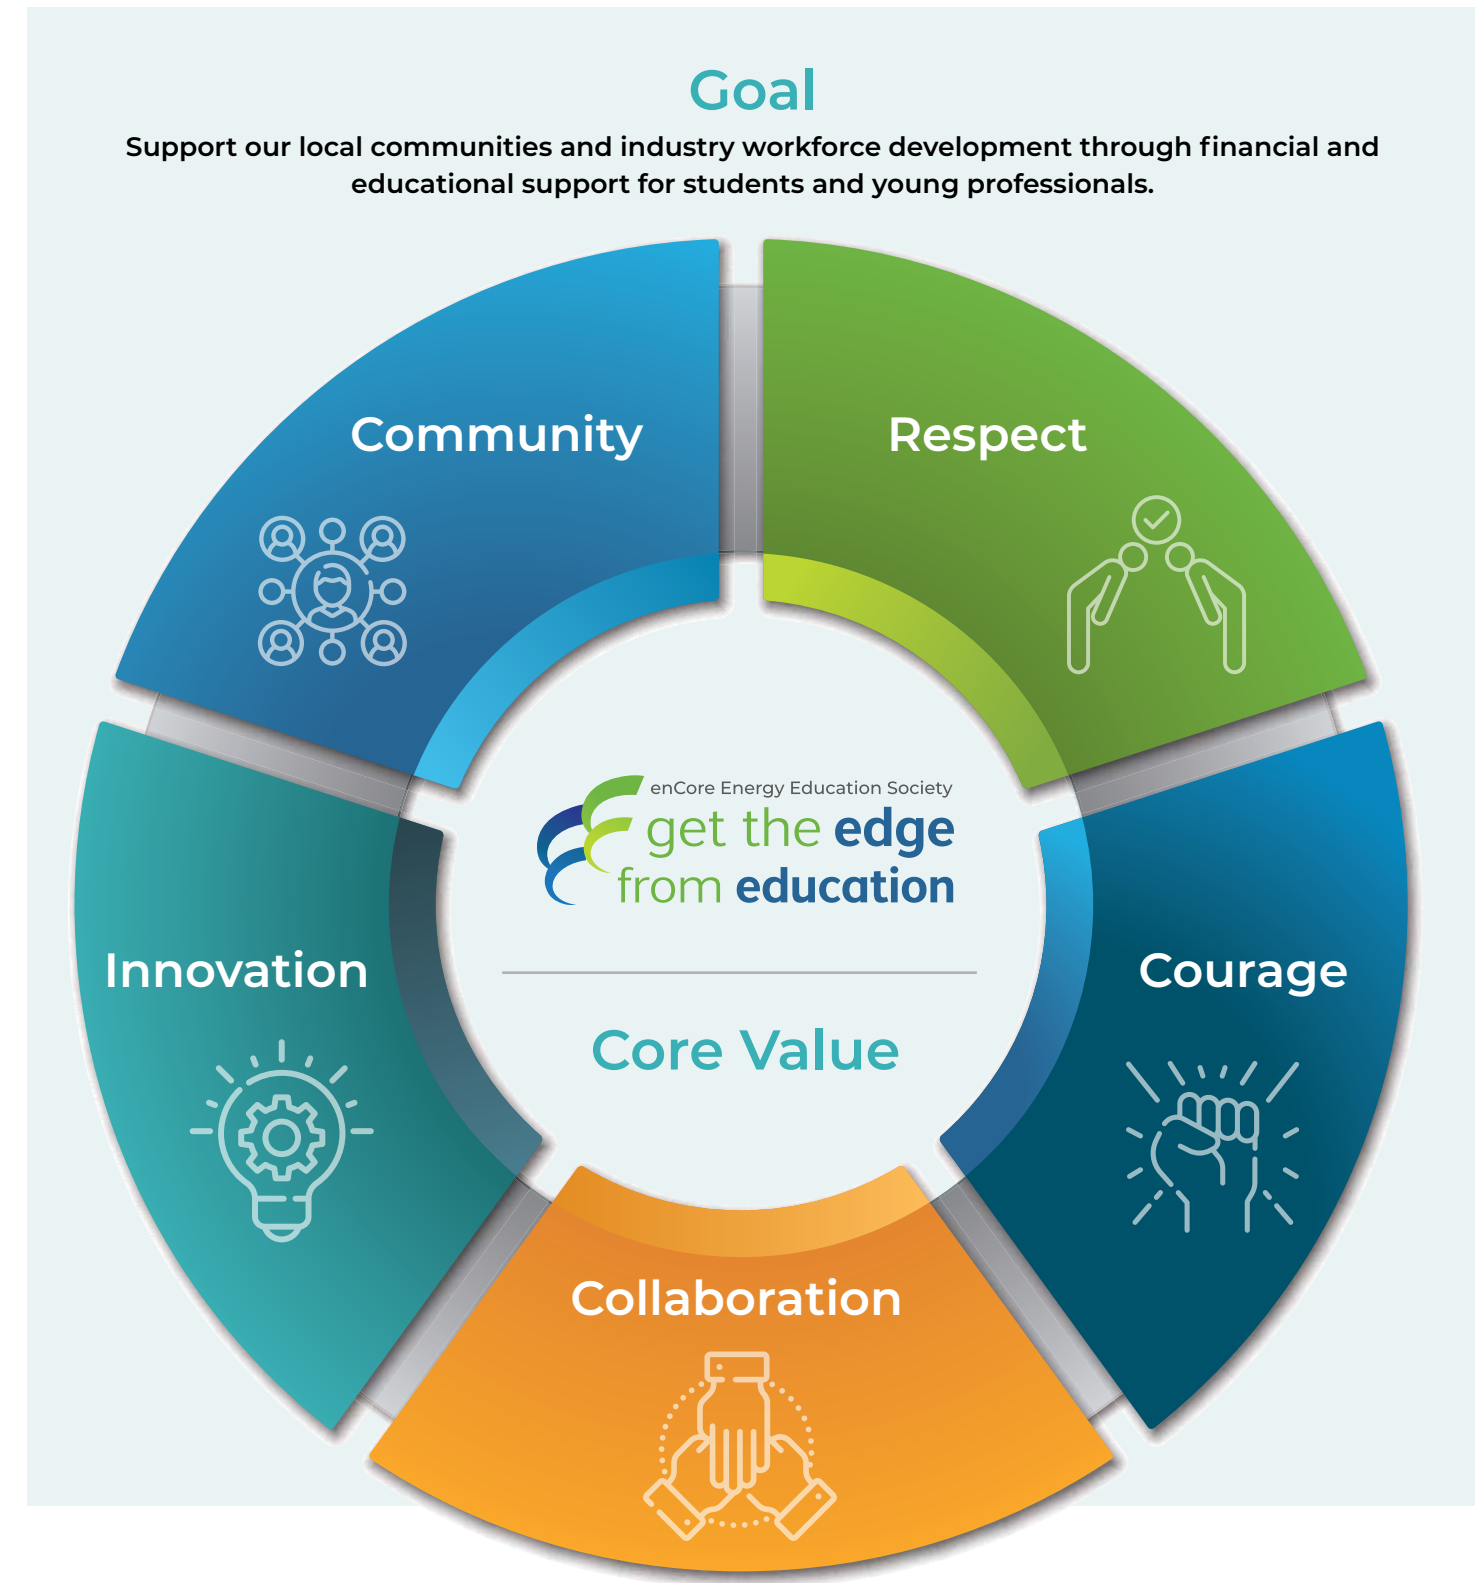 Goal
Support our local communities and industry workforce development through financial and
educational support for students and young professionals.
Community
Respect
enCore Energy Education Society
get the edge
from education
Innovation
Courage
Core Value
Collaboration